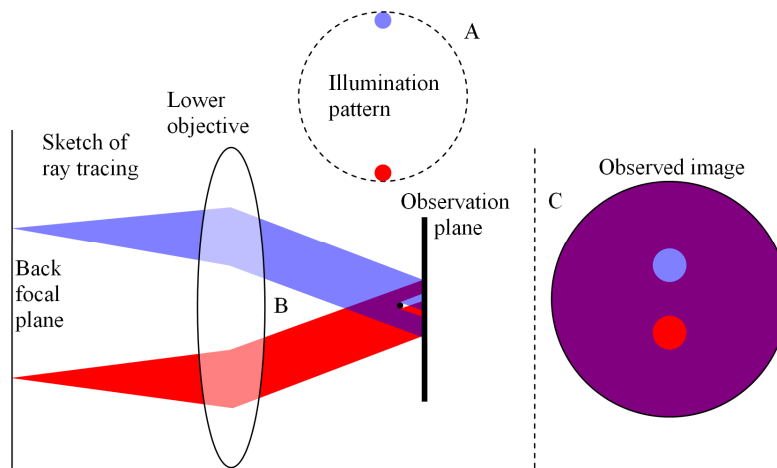 A
Illumination
pattern
Lower
objective
Sketch of
ray tracing
Observation
plane
Back
focal
plane
B
Observed image
C